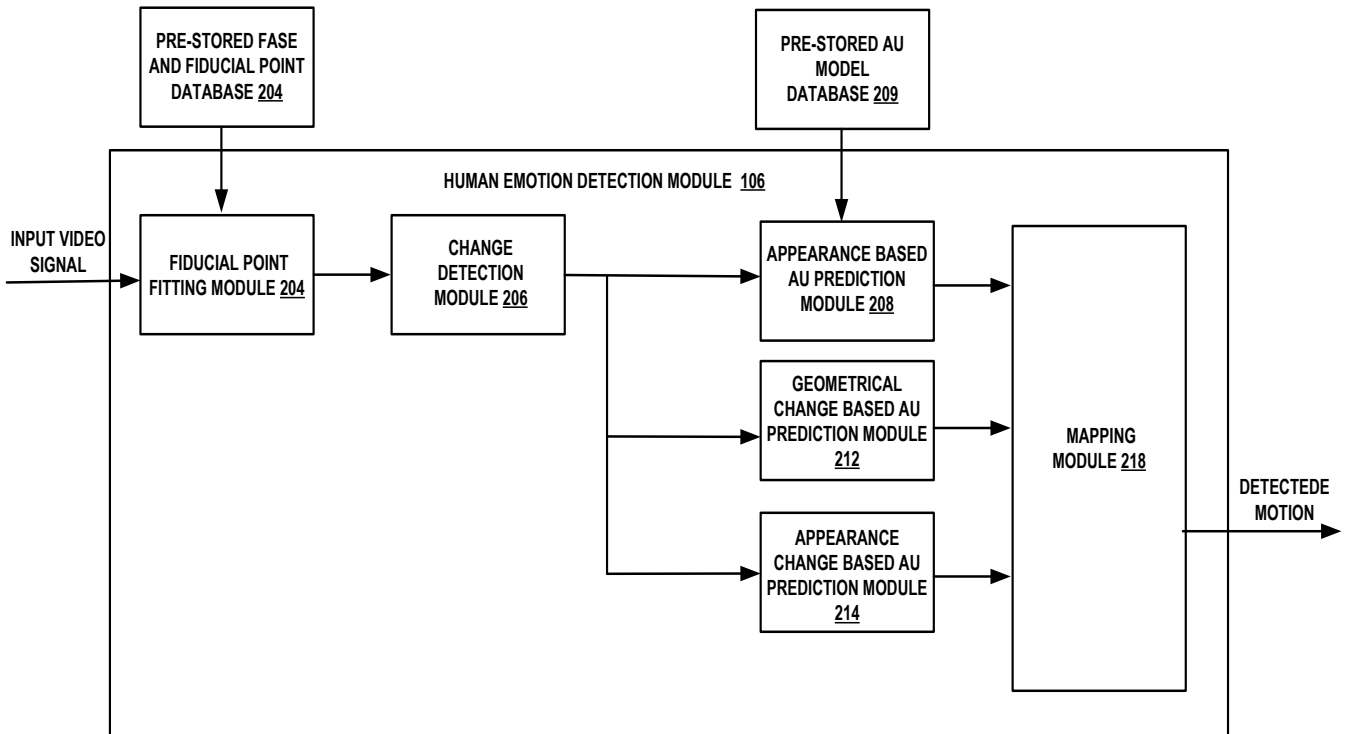 PRE-STORED FASE
AND FIDUCIAL POINT
DATABASE 204
PRE-STORED AU
MODEL
DATABASE 209
HUMAN EMOTION DETECTION MODULE 106
INPUT VIDEO
SIGNAL
FIDUCIAL POINT
FITTING MODULE 204
CHANGE
DETECTION
MODULE 206
APPEARANCE BASED
AU PREDICTION
MODULE 208
GEOMETRICAL
CHANGE BASED AU
PREDICTION MODULE
212
APPEARANCE
CHANGE BASED AU
PREDICTION MODULE
214
MAPPING
MODULE 218
DETECTEDE
MOTION